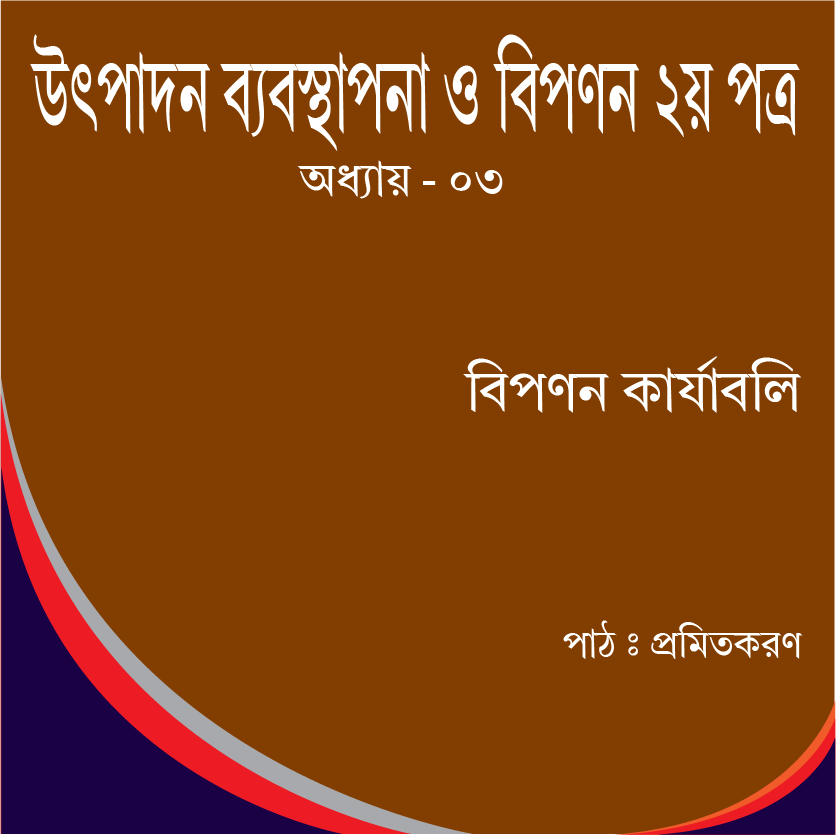 উৎপাদন ব্যবস্থাপনা ও বিপণন ২য় পত্র
অধ্যায় - ০৩
বিপণন কার্যাবলি
পাঠ ঃ প্রমিতকরণ